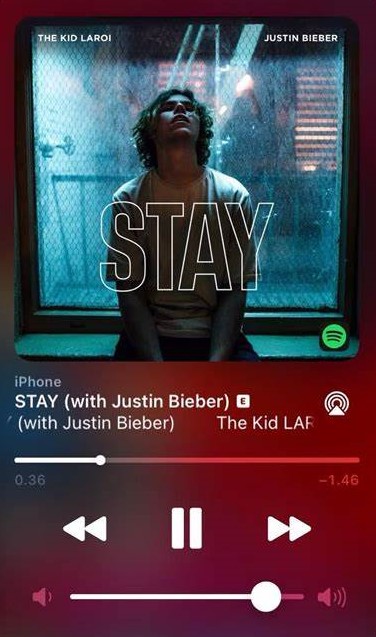 THE KID LAROI
JUSTIN BIEBER
STAY
iPhone
STAY (with Justin Bieber) E
(with Justin Bieber) The Kid LAR
0.36
−1.46